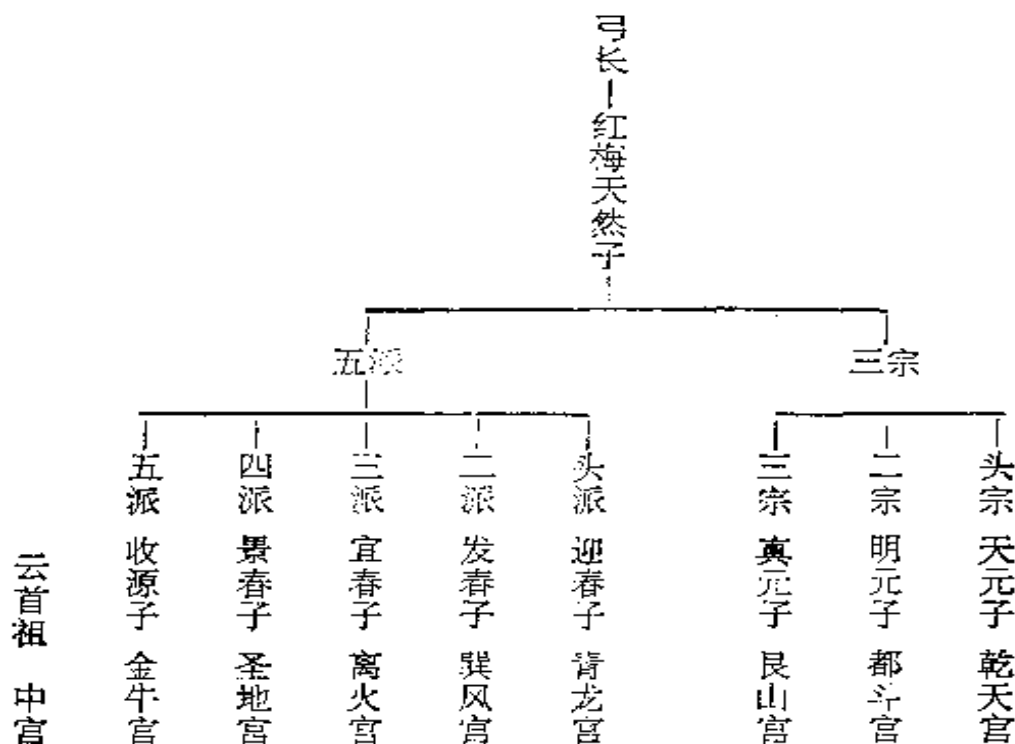 弓长—红梅天然子
三宗
五派
头宗 天元子 乾天宫
二宗 明元子 都斗宫
三宗 真元子 艮山宫
头派 迎春子 青龙宫
二派 发春子 巽风宫
三派 宜春子 离火宫
四派 景春子 圣地宫
五派 收源子 金牛宫
云首祖 中宫